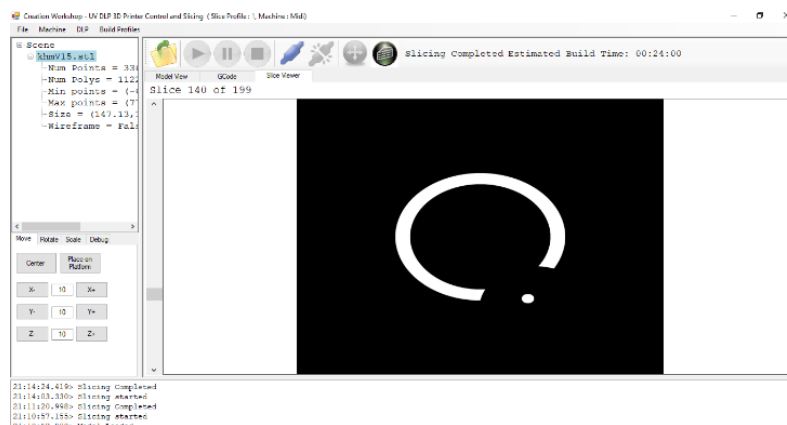 Creation Workshop - UV DLP 3D Printer Control and Slicing ( Slice Profile : \, Machine : Midi)
File Machine DLP Build Profiles
Slicing Completed Estimated Build Time: 00:24:00
Scene
khmV15.stl
Num Points = 33
Num Polys = 112
Min points = (-
Max points = (7
Size = (147.13,
Wireframe = Fal
Model View GCode Slice Viewer
Slice 140 of 199
Move Rotate Scale Debug
Center Place on Platform
X- 10 X+
Y- 10 Y+
Z 10 Z-
21:14:24.419> Slicing Completed
21:14:03.330> Slicing started
21:11:20.998> Slicing Completed
21:10:57.155> Slicing started